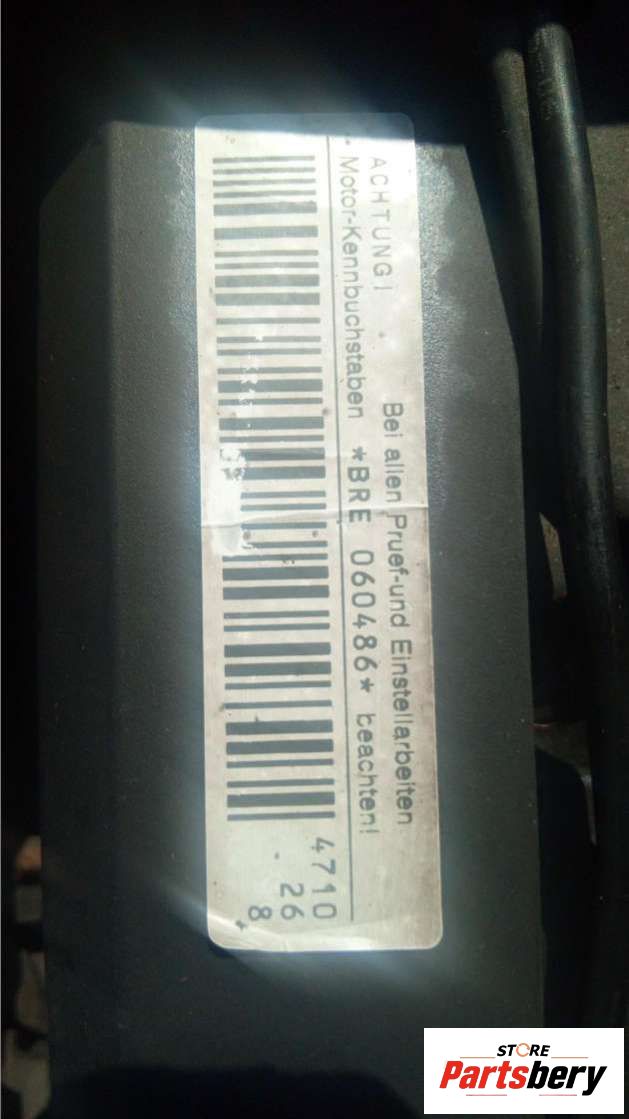 ACHTUNG! Bei allen Pruef-und Einstellarbeiten
Motor-Kennbuchstaben *BRE 060486* beachten!
4710
26
8
STORE
Partsbery